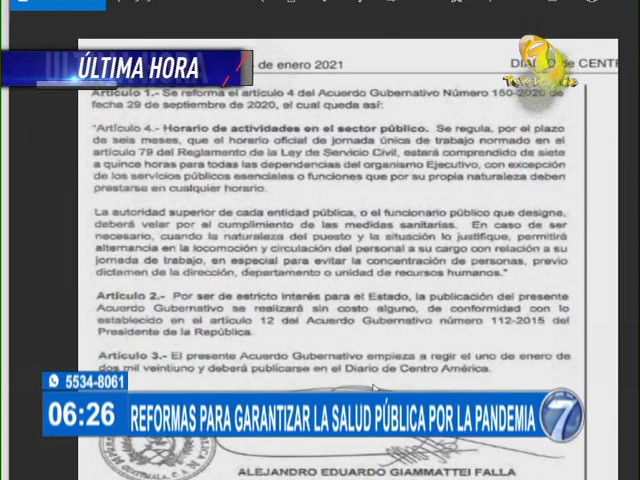 ÚLTIMA HORA
de enero 2021
DIARIO de CENTR
Artículo 1.- Se reforma el artículo 4 del Acuerdo Gubernativo Número 150-2020 de
fecha 29 de septiembre de 2020, el cual queda así:
"Artículo 4.- Horario de actividades en el sector público. Se regula, por el plazo
de seis meses, que el horario oficial de jornada única de trabajo normado en el
artículo 79 del Reglamento de la Ley de Servicio Civil, estará comprendido de siete
a quince horas para todas las dependencias del organismo Ejecutivo, con excepción
de los servicios públicos esenciales o funciones que por su propia naturaleza deben
prestarse en cualquier horario.
La autoridad superior de cada entidad pública, o el funcionario público que designe,
deberá velar por el cumplimiento de las medidas sanitarias. En caso de ser
necesario, cuando la naturaleza del puesto y la situación lo justifique, permitirá
alternancia en la locomoción y circulación del personal a su cargo con relación a su
jornada de trabajo, en especial para evitar la concentración de personas, previo
dictamen de la dirección, departamento o unidad de recursos humanos."
Artículo 2.- Por ser de estricto interés para el Estado, la publicación del presente
Acuerdo Gubernativo se realizará sin costo alguno, de conformidad con lo
establecido en el artículo 12 del Acuerdo Gubernativo número 112-2015 del
Presidente de la República.
Artículo 3.- El presente Acuerdo Gubernativo empieza a regir el uno de enero de
dos mil veintiuno y deberá publicarse en el Diario de Centro América.
5534-8061
06:26
REFORMAS PARA GARANTIZAR LA SALUD PÚBLICA POR LA PANDEMIA
7
ALEJANDRO EDUARDO GIAMMATTEI FALLA